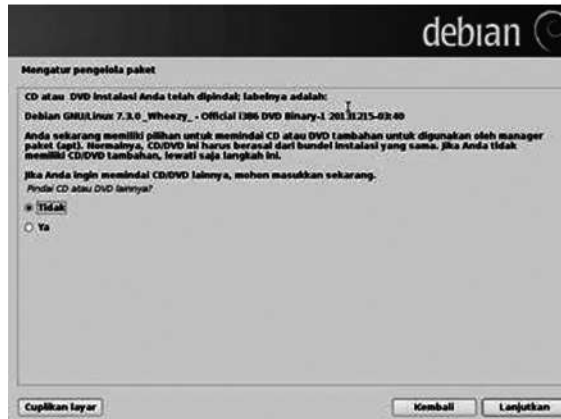 debian
Mengatur pengelola paket
CD atau DVD instalasi Anda telah dipindai; labelnya adalah:
Debian GNU/Linux 7.3.0 _Wheezy_ - Official i386 DVD Binary-1 20131215-03:40
Anda sekarang memiliki pilihan untuk memindai CD atau DVD tambahan untuk digunakan oleh manager
paket (apt). Normalnya, CD/DVD ini harus berasal dari bundel instalasi yang sama. Jika Anda tidak
memiliki CD/DVD tambahan, lewati saja langkah ini.
Jika Anda ingin memindai CD/DVD lainnya, mohon masukkan sekarang.
Pindai CD atau DVD lainnya?
Tidak
Ya
Cuplikan layar
Kembali
Lanjutkan